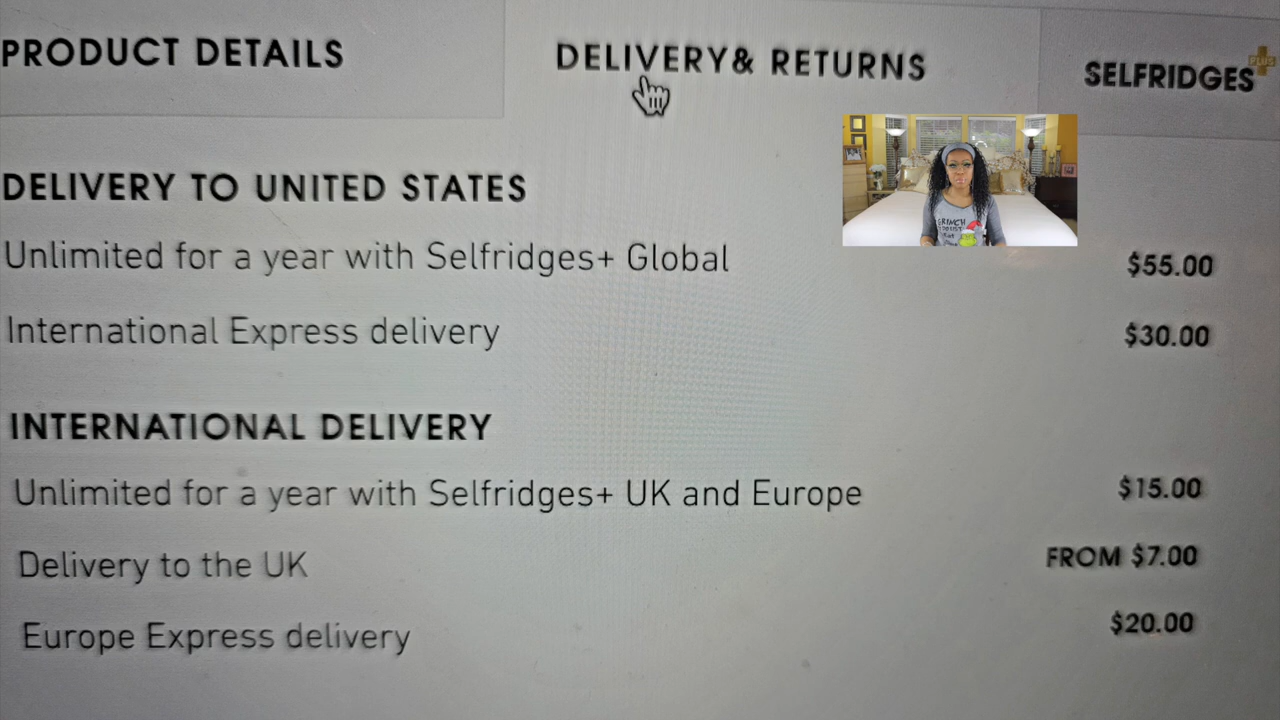 PRODUCT DETAILS
DELIVERY& RETURNS
SELFRIDGES PLUS
DELIVERY TO UNITED STATES
Unlimited for a year with Selfridges+ Global $55.00
International Express delivery $30.00
INTERNATIONAL DELIVERY
Unlimited for a year with Selfridges+ UK and Europe $15.00
Delivery to the UK FROM $7.00
Europe Express delivery $20.00
GRINCH